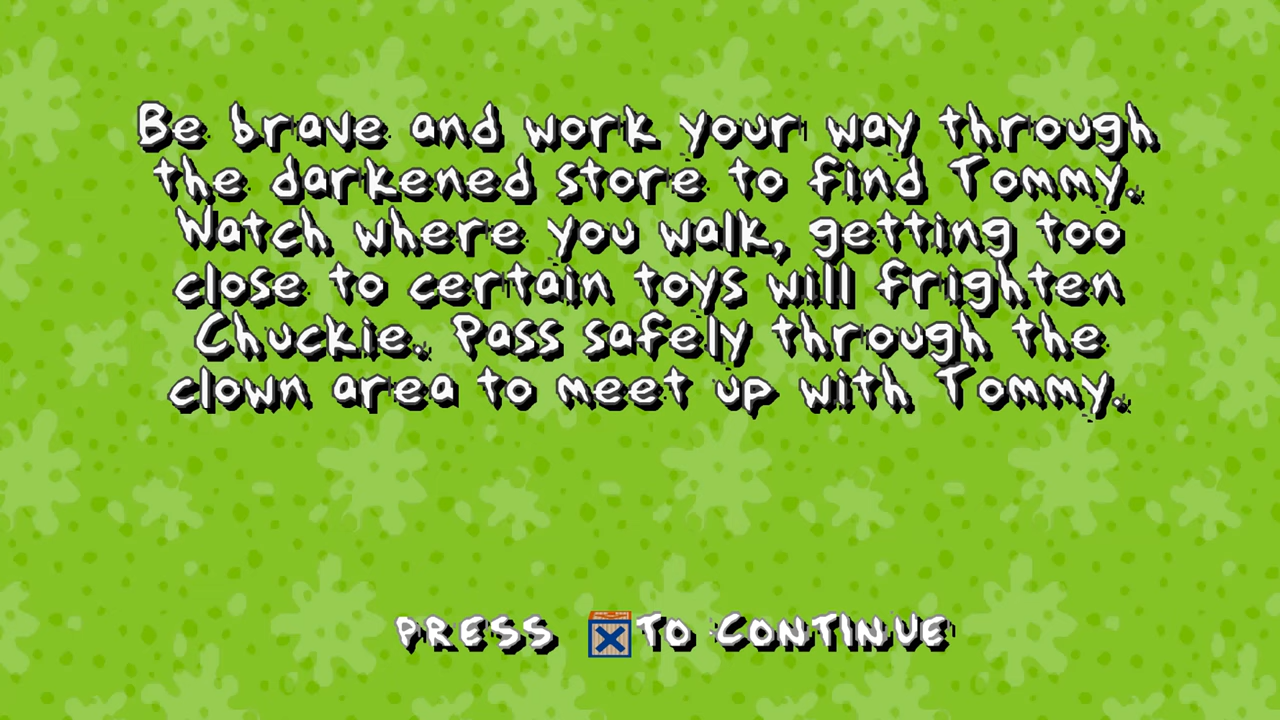 Be brave and work your way through
the darkened store to find Tommy.
Watch where you walk, getting too
close to certain toys will frighten
Chuckie. Pass safely through the
clown area to meet up with Tommy.
PRESS X TO CONTINUE